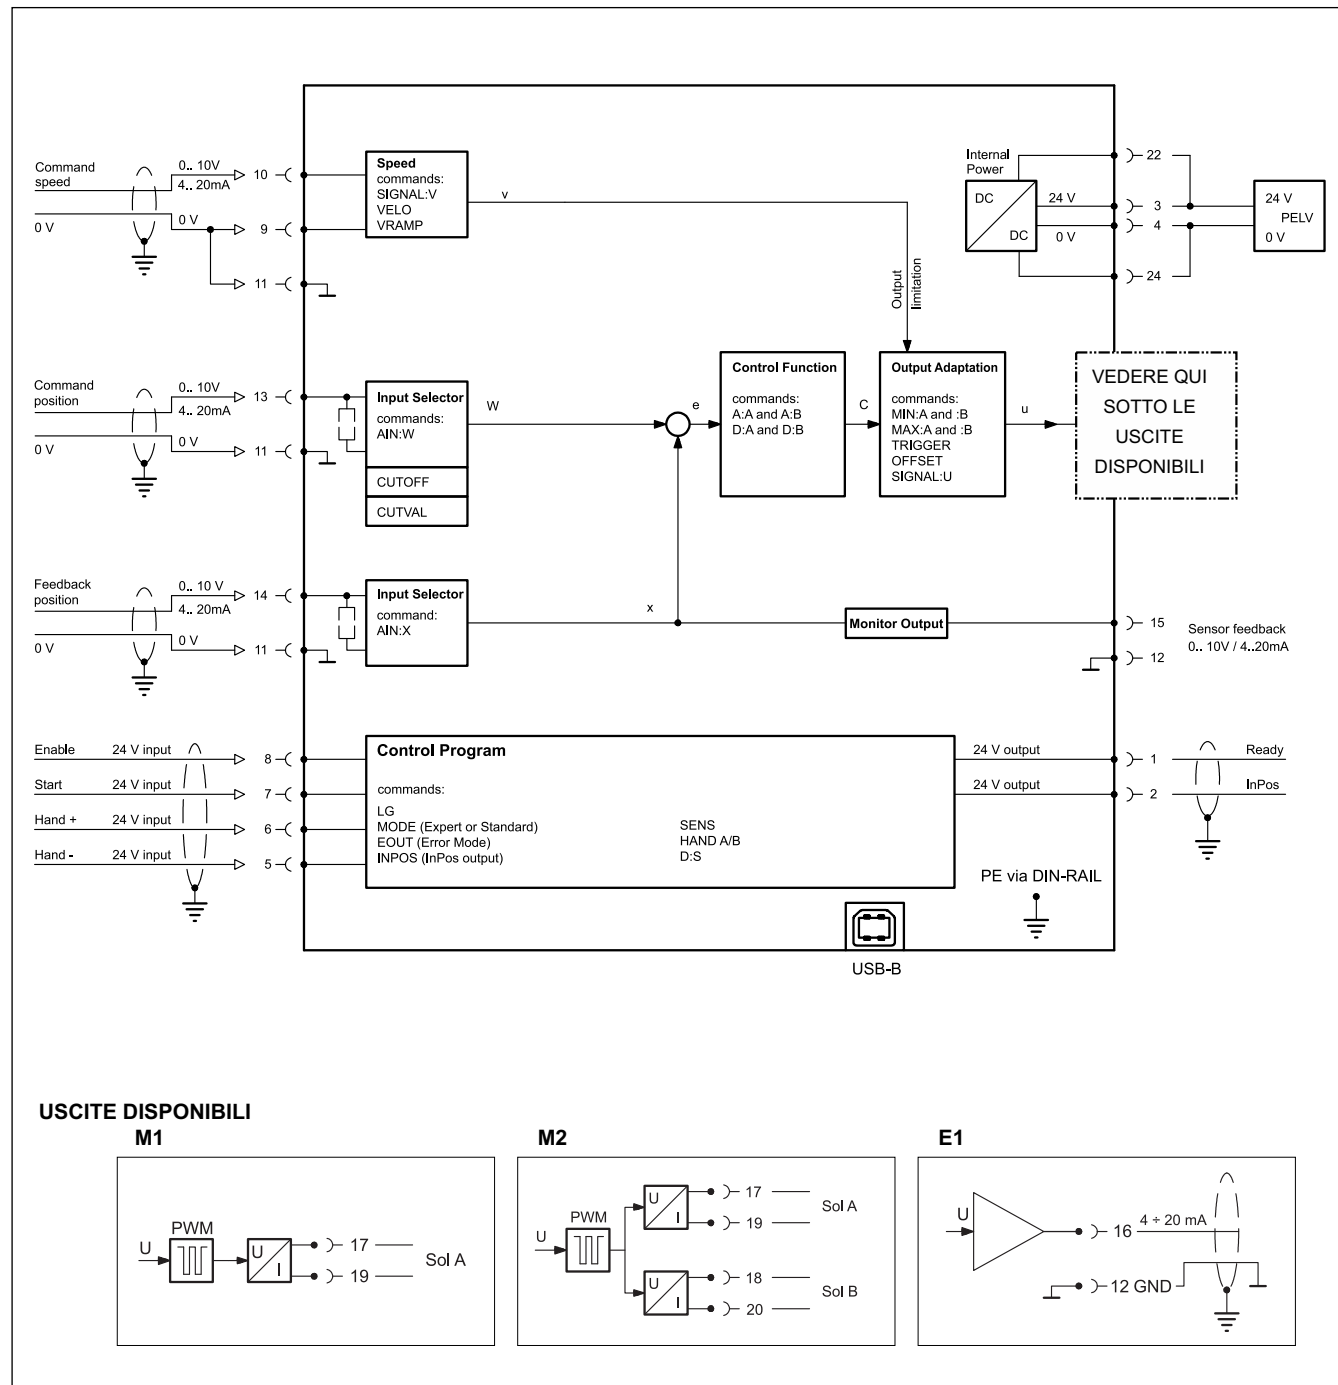 Command
speed
0.. 10V
4.. 20mA
10
0 V
0 V
9
11
Speed
commands:
SIGNAL:V
VELO
VRAMP
v
Output
limitation
Internal
Power
DC
DC
24 V
0 V
22
3
4
24
24 V
PELV
0 V
Command
position
0.. 10V
4.. 20mA
13
0 V
0 V
11
Input Selector
commands:
AIN:W
CUTOFF
CUTVAL
W
e
Control Function
commands:
A:A and A:B
D:A and D:B
C
Output Adaptation
commands:
MIN:A and :B
MAX:A and :B
TRIGGER
OFFSET
SIGNAL:U
u
VEDERE QUI
SOTTO LE
USCITE
DISPONIBILI
Feedback
position
0.. 10 V
4.. 20mA
14
0 V
0 V
11
Input Selector
command:
AIN:X
x
Monitor Output
15
12
Sensor feedback
0.. 10V / 4..20mA
Enable 24 V input 8
Start 24 V input 7
Hand + 24 V input 6
Hand - 24 V input 5
Control Program
commands:
LG
MODE (Expert or Standard)
EOUT (Error Mode)
INPOS (InPos output)
SENS
HAND A/B
D:S
24 V output 1 Ready
24 V output 2 InPos
PE via DIN-RAIL
USB-B
USCITE DISPONIBILI
M1
U
PWM
U
I
17
19
Sol A
M2
U
PWM
U
I
17
19
Sol A
U
I
18
20
Sol B
E1
U
16
4 ÷ 20 mA
12 GND